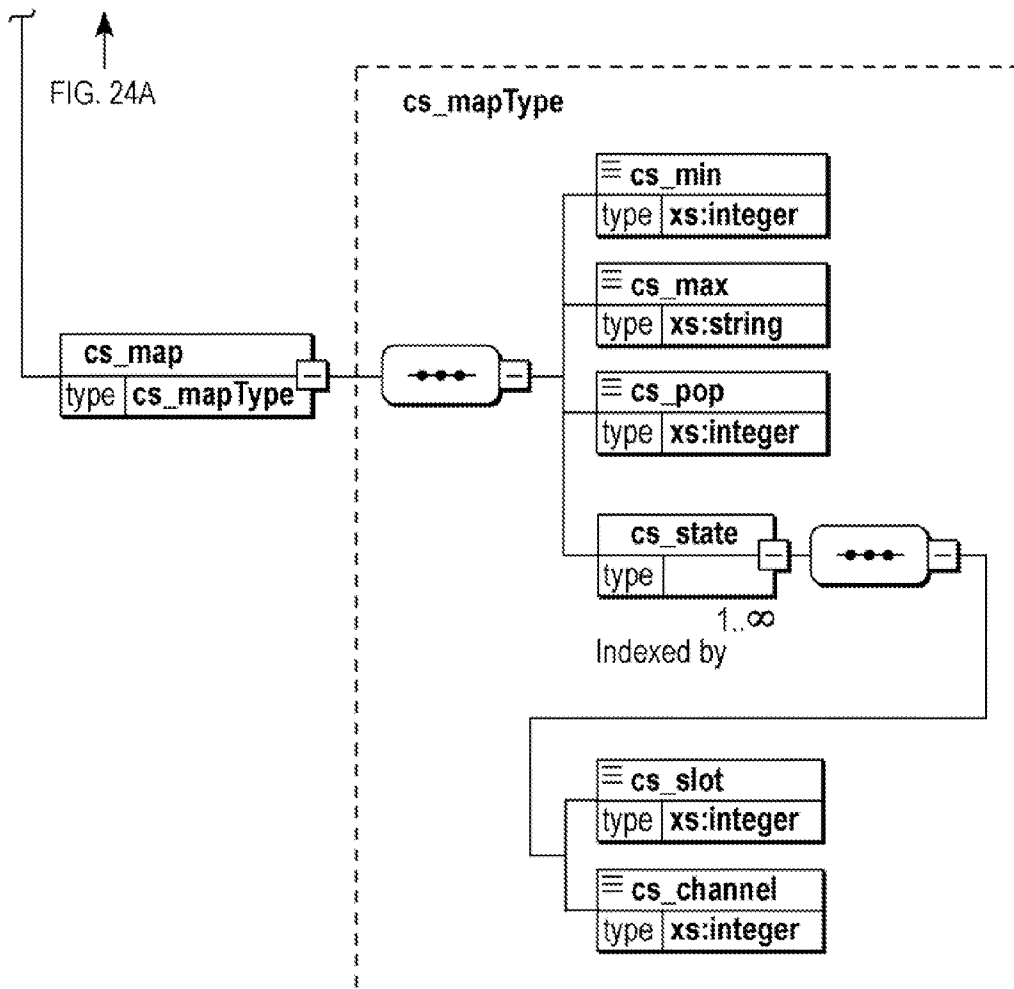 FIG. 24A
cs_mapType
cs_min
type xs:integer
cs_max
type xs:string
cs_map
type cs_mapType
cs_pop
type xs:integer
cs_state
type
1..∞
Indexed by
cs_slot
type xs:integer
cs_channel
type xs:integer